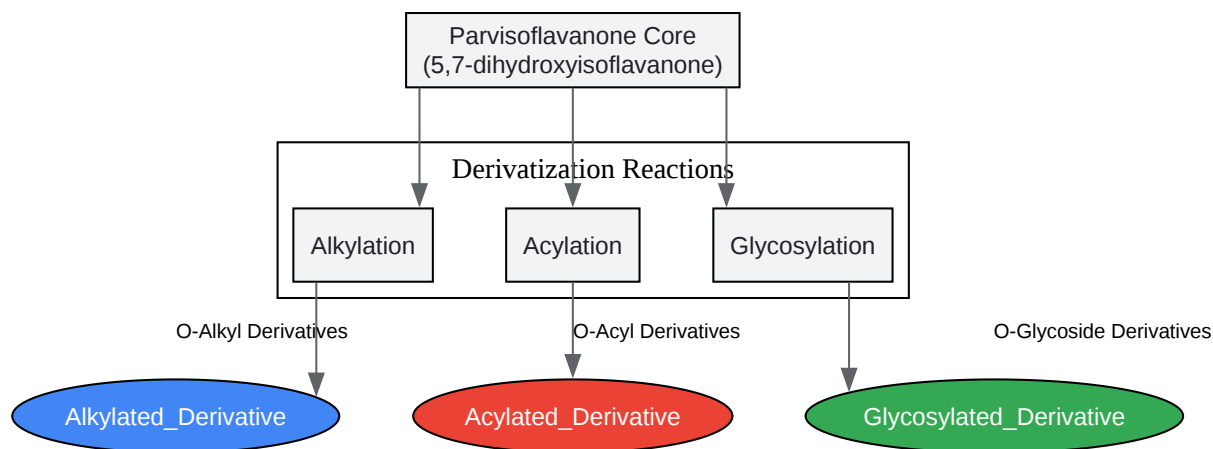 Parvisoflavanone Core
(5,7-dihydroxyisoflavanone)
Derivatization Reactions
Alkylation
Acylation
Glycosylation
O-Alkyl Derivatives
O-Acyl Derivatives
O-Glycoside Derivatives
Alkylated_Derivative
Acylated_Derivative
Glycosylated_Derivative